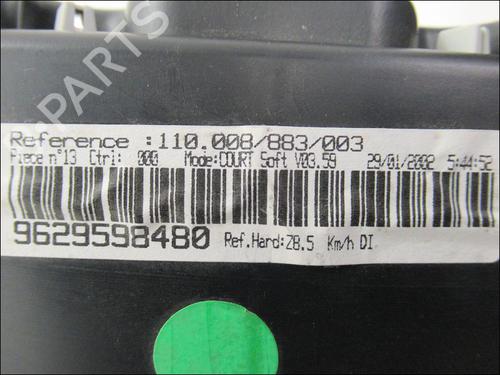 Reference :110.008/883/003
Piece n°13 Ctrl: 000 Mode:COURT Soft V03.59 29/01/2002 5:44:52
9629598480 Ref.Hard:28.5 Km/h DI
B-PARTS